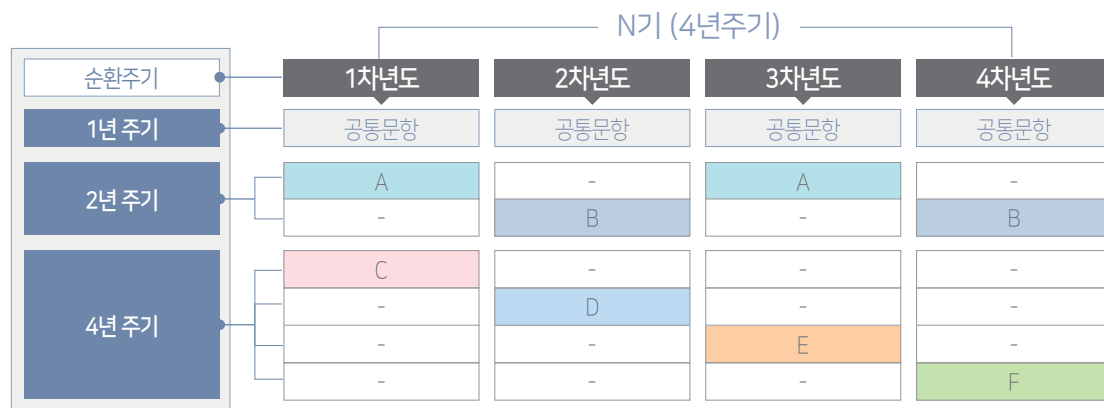 N기 (4년주기)
순환주기 1차년도 2차년도 3차년도 4차년도
1년 주기 공통문항 공통문항 공통문항 공통문항
2년 주기
A - A -
- B - B
4년 주기
C - - -
- D - -
- - E -
- - - F